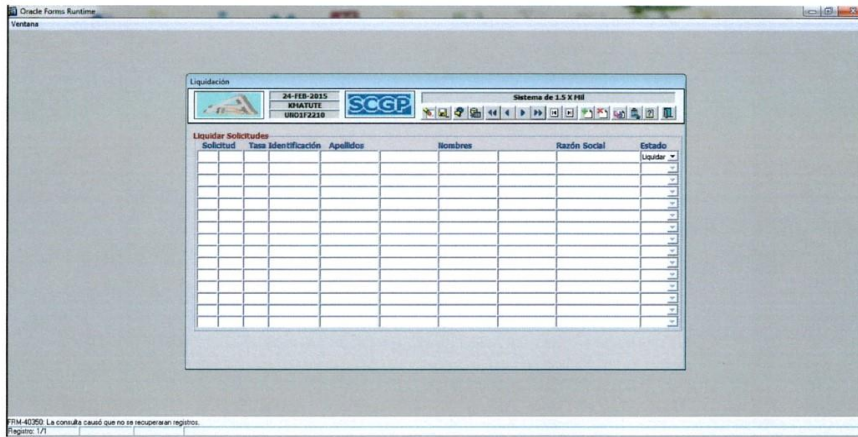 Oracle Forms Runtime
Ventana
Liquidación
24-FEB-2015
KMATUTE
UNO1F2210
SCGP
Sistema de 1.5 X Mil
Liquidar Solicitudes
Solicitud Tasa Identificación Apellidos Nombres Razón Social Estado
Liquidar
FRM-40350: La consulta causó que no se recuperaran registros.
Registro: 1/1